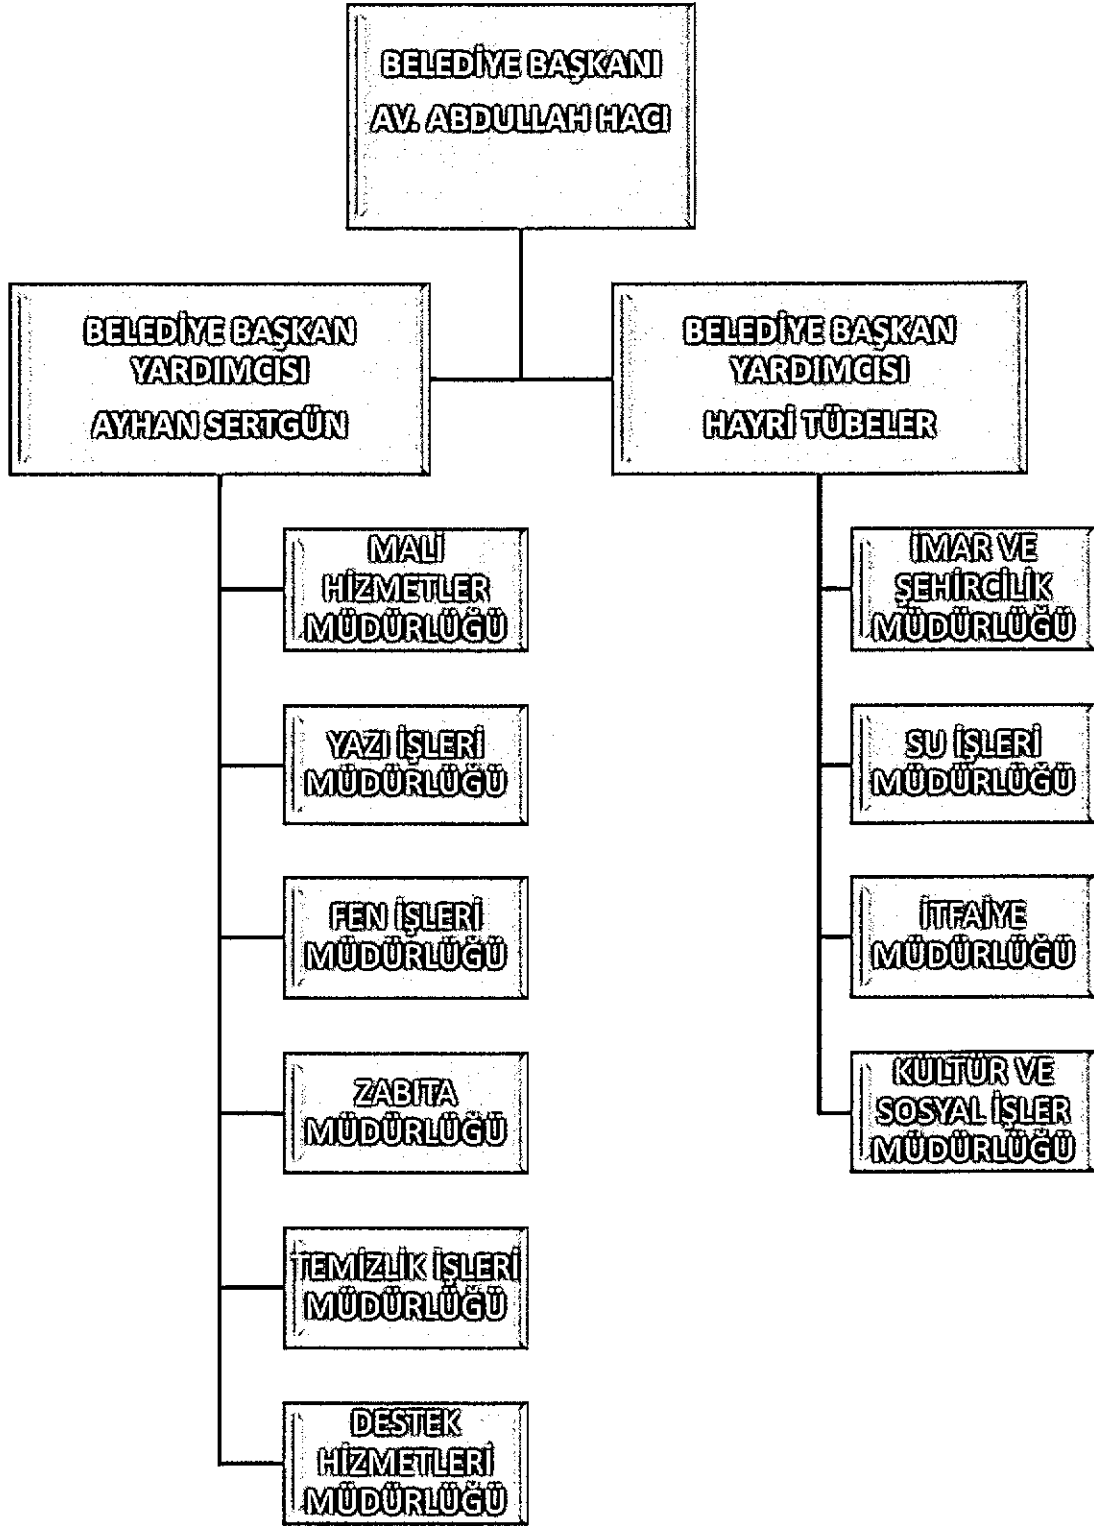 BELEDİYE BAŞKANI
AV. ABDULLAH HACI
BELEDİYE BAŞKAN
YARDIMCISI
AYHAN SERTGÜN
BELEDİYE BAŞKAN
YARDIMCISI
HAYRİ TÜBELER
MALİ
HİZMETLER
MÜDÜRLÜĞÜ
YAZI İŞLERİ
MÜDÜRLÜĞÜ
FEN İŞLERİ
MÜDÜRLÜĞÜ
ZABITA
MÜDÜRLÜĞÜ
TEMİZLİK İŞLERİ
MÜDÜRLÜĞÜ
DESTEK
HİZMETLERİ
MÜDÜRLÜĞÜ
İMAR VE
ŞEHİRCİLİK
MÜDÜRLÜĞÜ
SU İŞLERİ
MÜDÜRLÜĞÜ
İTFAİYE
MÜDÜRLÜĞÜ
KÜLTÜR VE
SOSYAL İŞLER
MÜDÜRLÜĞÜ